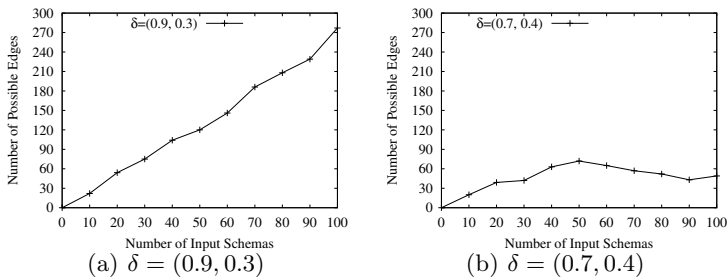 300
270
240
210
180
150
120
90
60
30
0
Number of Possible Edges
δ=(0.9, 0.3)
0 10 20 30 40 50 60 70 80 90 100
Number of Input Schemas
(a) δ = (0.9, 0.3)
300
270
240
210
180
150
120
90
60
30
0
Number of Possible Edges
δ=(0.7, 0.4)
0 10 20 30 40 50 60 70 80 90 100
Number of Input Schemas
(b) δ = (0.7, 0.4)